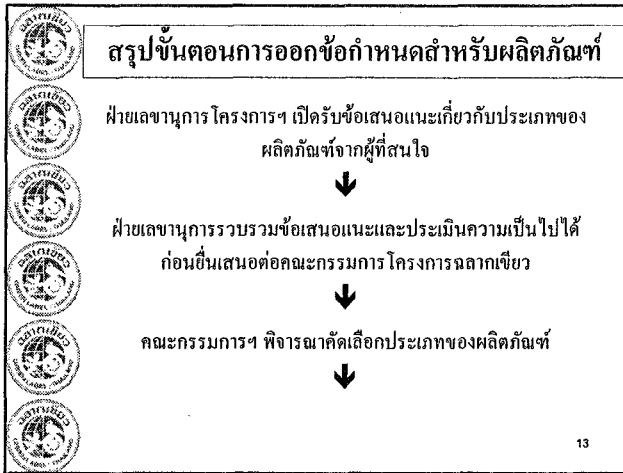 สรุปขั้นตอนการออกข้อกำหนดสำหรับผลิตภัณฑ์
ฝ่ายเลขานุการโครงการฯ เปิดรับข้อเสนอแนะเกี่ยวกับประเภทของ
ผลิตภัณฑ์จากผู้ที่สนใจ
ฝ่ายเลขานุการรวบรวมข้อเสนอแนะและประเมินความเป็นไปได้
ก่อนยื่นเสนอต่อคณะกรรมการโครงการฉลากเขียว
คณะกรรมการฯ พิจารณาคัดเลือกประเภทของผลิตภัณฑ์
13